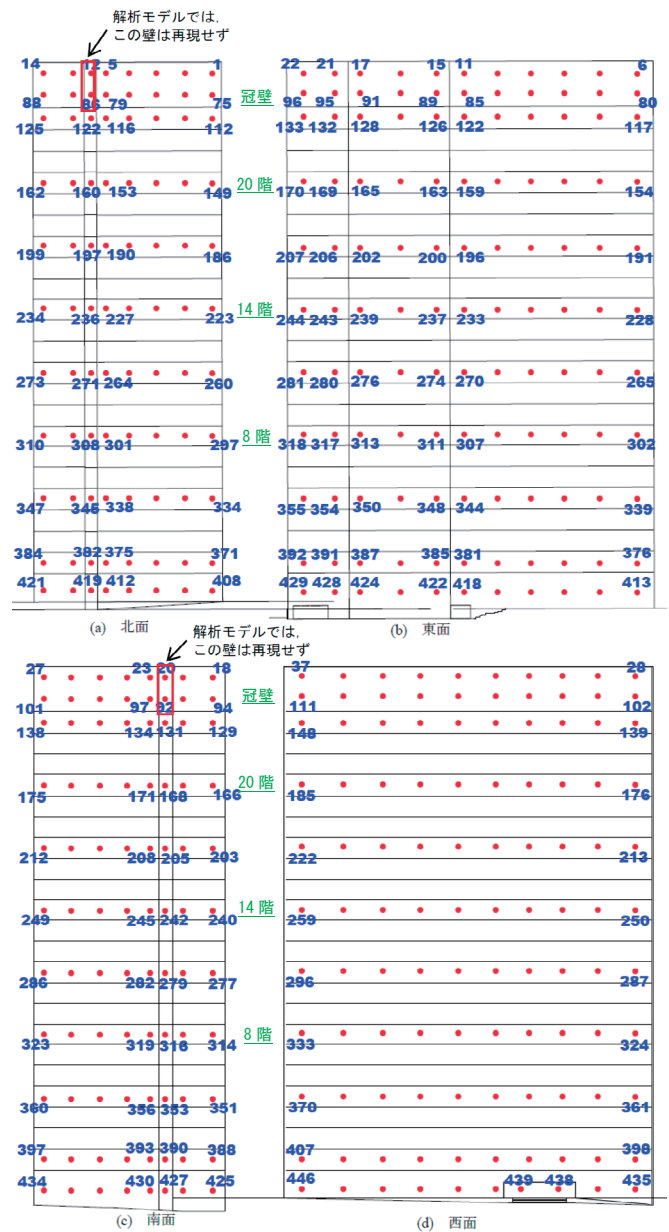 解析モデルでは,
この壁は再現せず
14 12 5 1 22 21 17 15 11 6
冠壁
88 86 79 75 96 95 91 89 85 80
125 122 116 112 133 132 128 126 122 117
20階
162 160 153 149 170 169 165 163 159 154
199 197 190 186 207 206 202 200 196 191
14階
234 236 227 223 244 243 239 237 233 228
273 271 264 260 281 280 276 274 270 265
8階
310 308 301 297 318 317 313 311 307 302
347 345 338 334 355 354 350 348 344 339
384 382 375 371 392 391 387 385 381 376
421 419 412 408 429 428 424 422 418 413
(a) 北面 (b) 東面
解析モデルでは,
この壁は再現せず
27 23 20 18 37 28
冠壁
101 97 92 94 111 102
138 134 131 129 148 139
20階
175 171 168 166 185 176
212 208 205 203 222 213
14階
249 245 242 240 259 250
286 282 279 277 296 287
8階
323 319 316 314 333 324
360 356 353 351 370 361
397 393 390 388 407 398
434 430 427 425 446 439 438 435
(c) 南面 (d) 西面